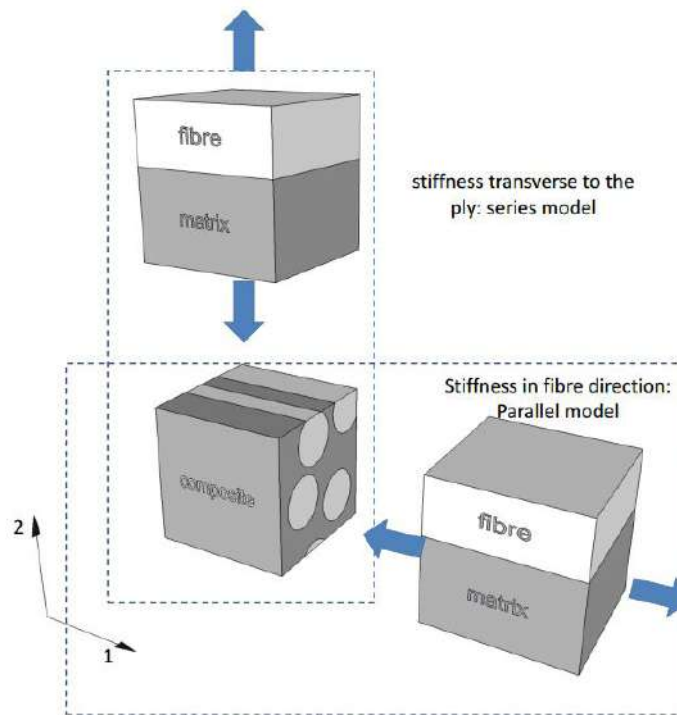 fibre
matrix
stiffness transverse to the
ply: series model
Stiffness in fibre direction:
Parallel model
composite
fibre
matrix
2
1